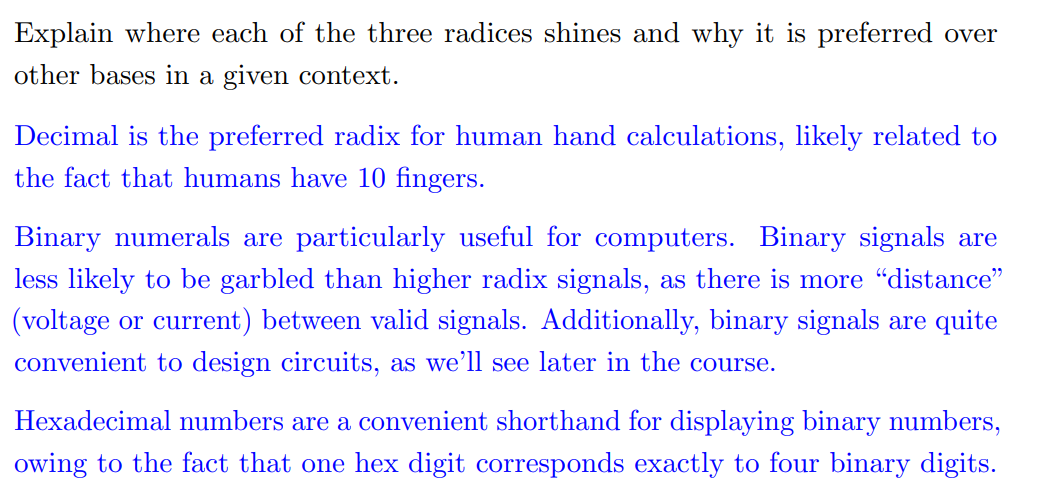 Explain where each of the three radices shines and why it is preferred over
other bases in a given context.
Decimal is the preferred radix for human hand calculations, likely related to
the fact that humans have 10 fingers.
Binary numerals are particularly useful for computers. Binary signals are
less likely to be garbled than higher radix signals, as there is more “distance”
(voltage or current) between valid signals. Additionally, binary signals are quite
convenient to design circuits, as we’ll see later in the course.
Hexadecimal numbers are a convenient shorthand for displaying binary numbers,
owing to the fact that one hex digit corresponds exactly to four binary digits.